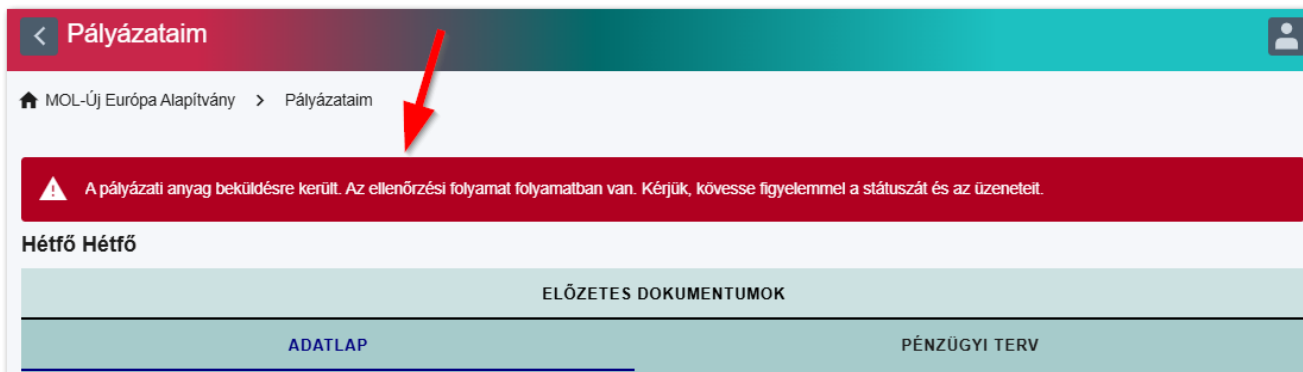 Pályázataim
MOL-Új Európa Alapítvány > Pályázataim
A pályázati anyag beküldésre került. Az ellenőrzési folyamat folyamatban van. Kérjük, kövesse figyelemmel a státuszát és az üzeneteit.
Hétfő Hétfő
ELŐZETES DOKUMENTUMOK
ADATLAP PÉNZÜGYI TERV